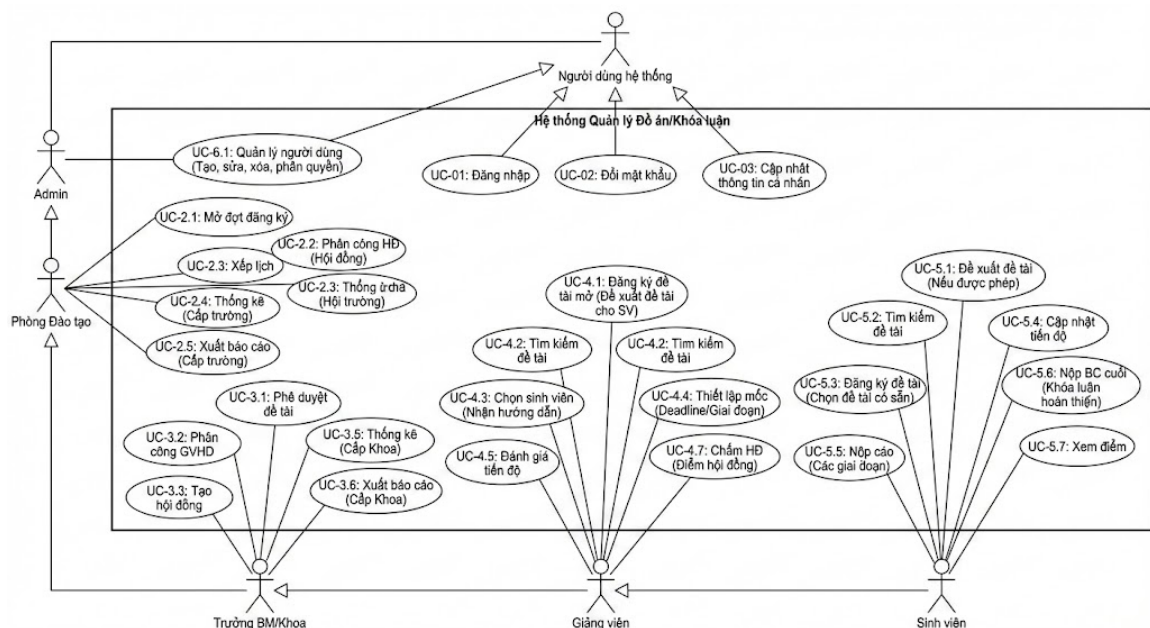 Người dùng hệ thống
Hệ thống Quản lý Đồ án/Khóa luận
Admin
UC-6.1: Quản lý người dùng
(Tạo, sửa, xóa, phân quyền)
UC-01: Đăng nhập
UC-02: Đổi mật khẩu
UC-03: Cập nhất
thông tin cá nhân
Phòng Đào tạo
UC-2.1: Mở đợt đăng ký
UC-2.2: Phân công HĐ
(Hội đồng)
UC-2.3: Xếp lịch
UC-2.3: Thống ừchá
(Hội trường)
UC-2.4: Thống kê
(Cấp trường)
UC-2.5: Xuất báo cáo
(Cấp trường)
UC-3.1: Phê duyệt
đề tài
UC-3.2: Phân
công GVHD
UC-3.5: Thống kê
(Cấp Khoa)
UC-3.3: Tạo
hội đồng
UC-3.6: Xuất báo cáo
(Cấp Khoa)
UC-4.1: Đăng ký đề
tài mở (Đề xuất đề tài
cho SV)
UC-4.2: Tìm kiếm
đề tài
UC-4.2: Tìm kiếm
đề tài
UC-4.3: Chọn sinh viên
(Nhận hướng dẫn)
UC-4.4: Thiết lập mốc
(Deadline/Giai đoạn)
UC-4.5: Đánh giá
tiến độ
UC-4.7: Chấm HĐ
(Điểm hội đồng)
UC-5.1: Đề xuất đề tài
(Nếu được phép)
UC-5.2: Tìm kiếm
đề tài
UC-5.4: Cập nhật
tiến độ
UC-5.3: Đăng ký đề tài
(Chọn đề tài có sẵn)
UC-5.6: Nộp BC cuối
(Khóa luận
hoàn thiện)
UC-5.5: Nộp cáo
(Các giai đoạn)
UC-5.7: Xem điểm
Trưởng BM/Khoa
Giảng viên
Sinh viên